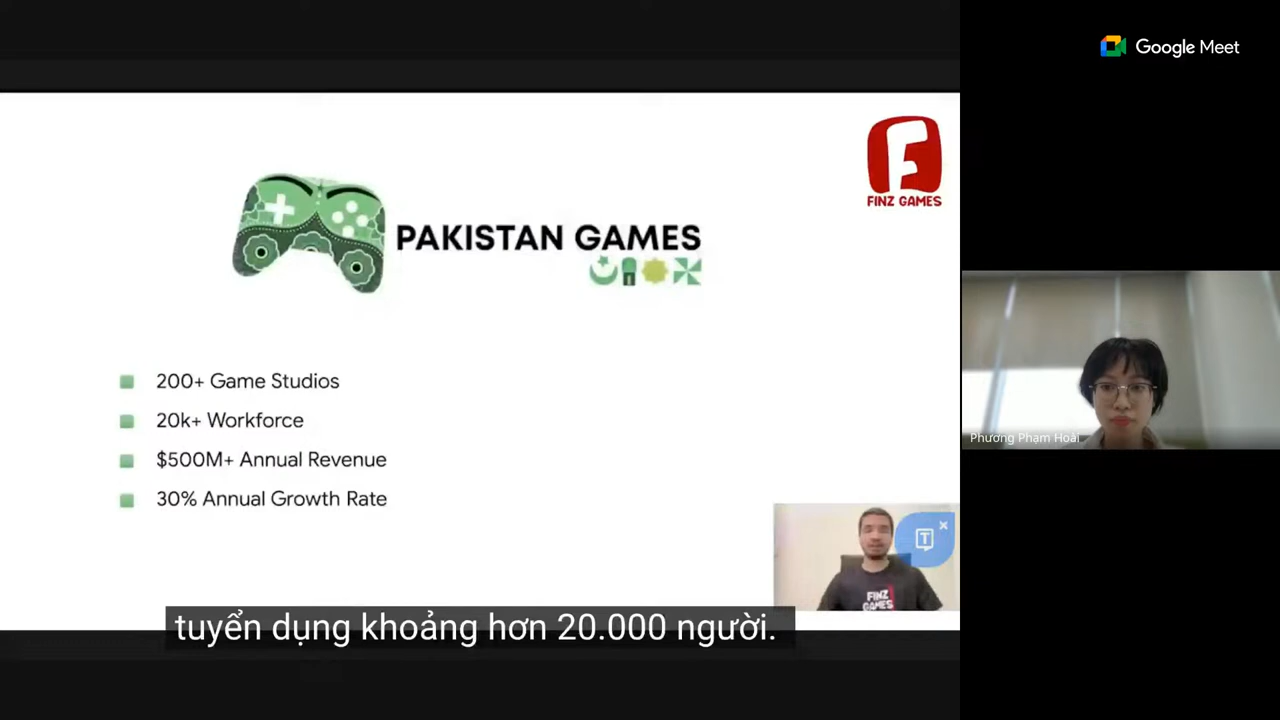 Google Meet
FINZ GAMES
PAKISTAN GAMES
200+ Game Studios
20k+ Workforce
$500M+ Annual Revenue
30% Annual Growth Rate
Phương Phạm Hoài
FINZ
GAMES
tuyển dụng khoảng hơn 20.000 người.